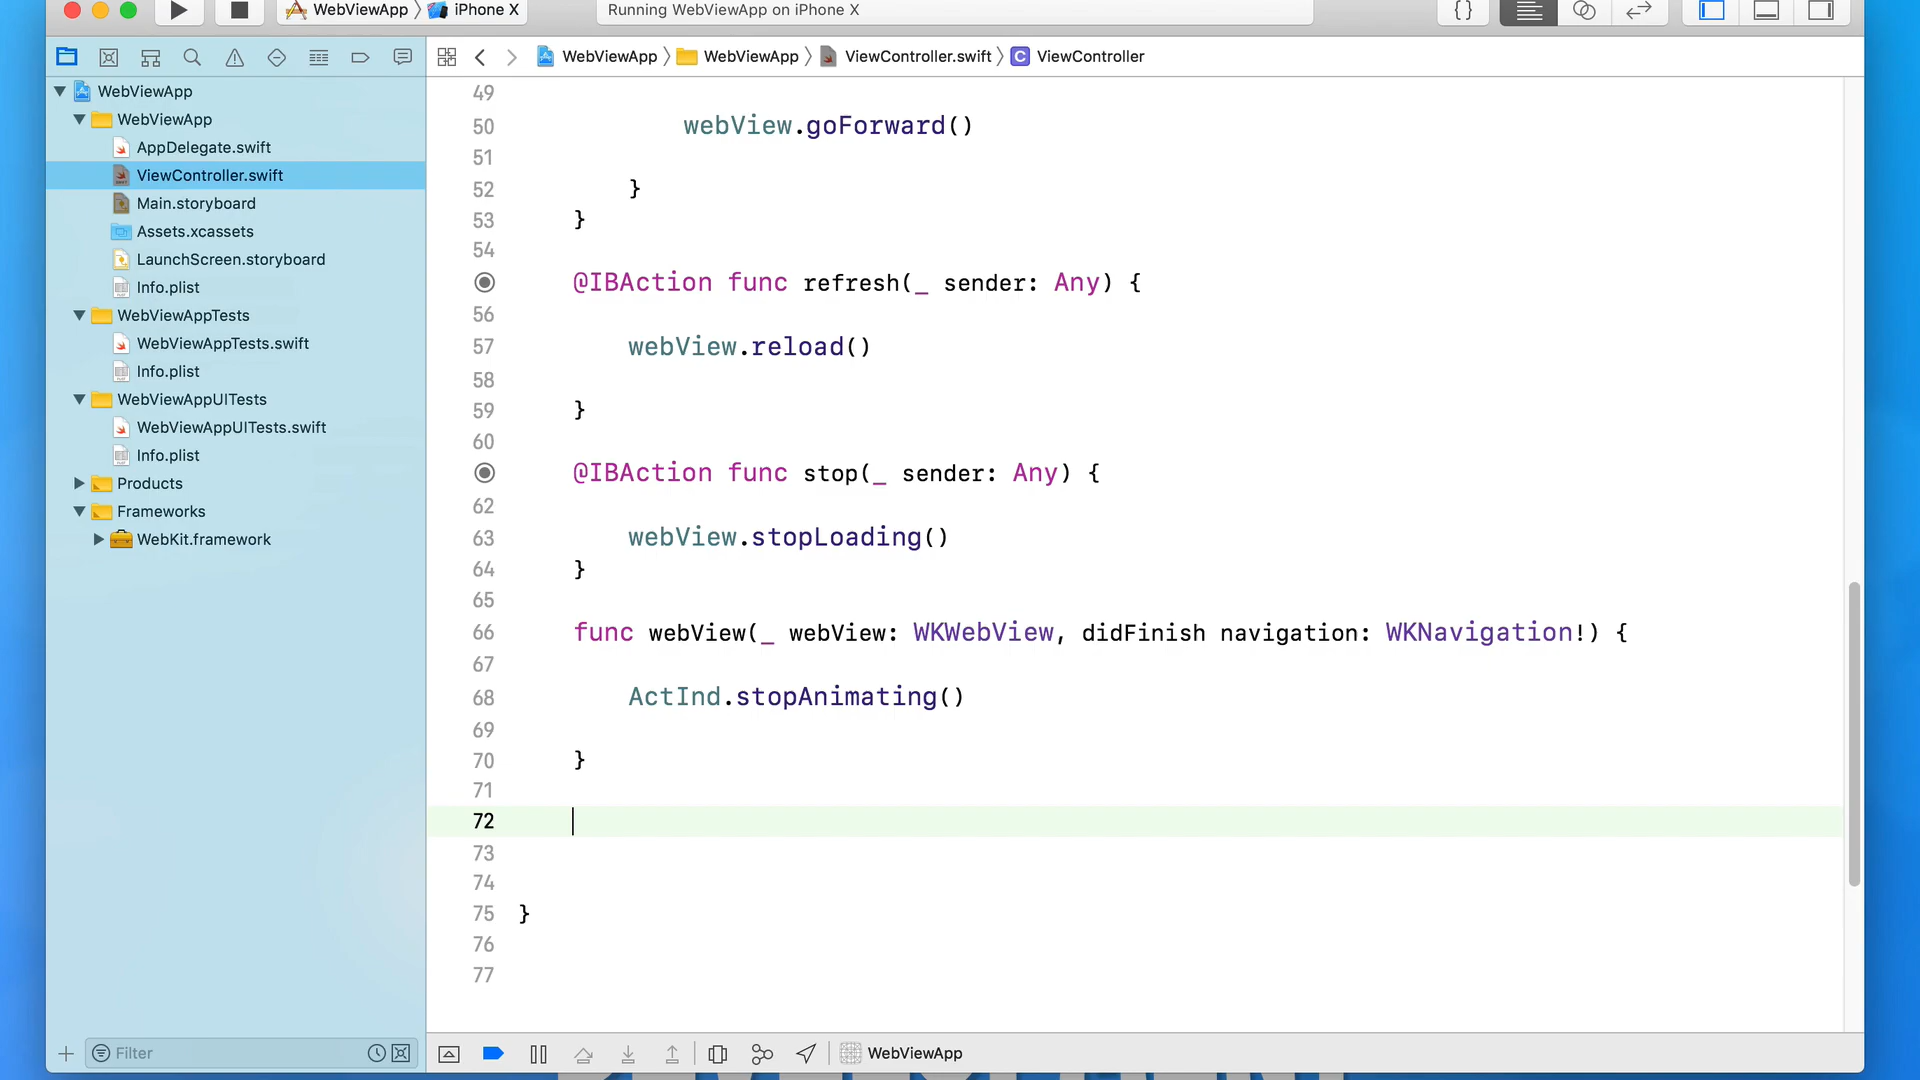 WebViewApp iPhone X
Running WebViewApp on iPhone X
{}
WebViewApp WebViewApp ViewController.swift C ViewController
WebViewApp
WebViewApp
AppDelegate.swift
ViewController.swift
Main.storyboard
Assets.xcassets
LaunchScreen.storyboard
Info.plist
WebViewAppTests
WebViewAppTests.swift
Info.plist
WebViewAppUITests
WebViewAppUITests.swift
Info.plist
Products
Frameworks
WebKit.framework
Filter
49
50 webView.goForward()
51
52 }
53 }
54
@IBAction func refresh(_ sender: Any) {
56
57 webView.reload()
58
59 }
60
@IBAction func stop(_ sender: Any) {
62
63 webView.stopLoading()
64 }
65
66 func webView(_ webView: WKWebView, didFinish navigation: WKNavigation!) {
67
68 ActInd.stopAnimating()
69
70 }
71
72
73
74
75 }
76
77
WebViewApp